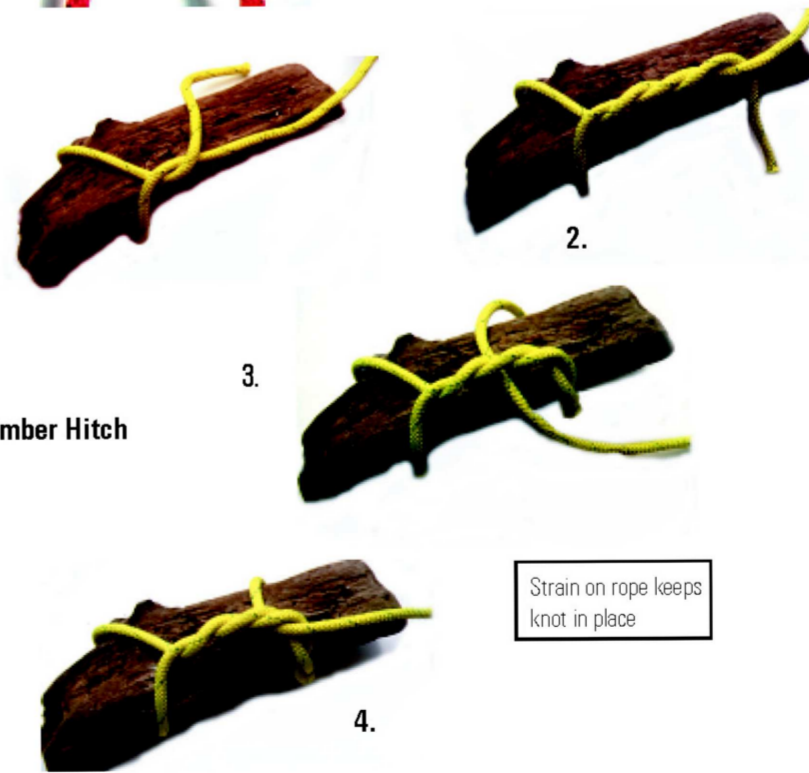 2.
3.
mber Hitch
Strain on rope keeps
knot in place
4.